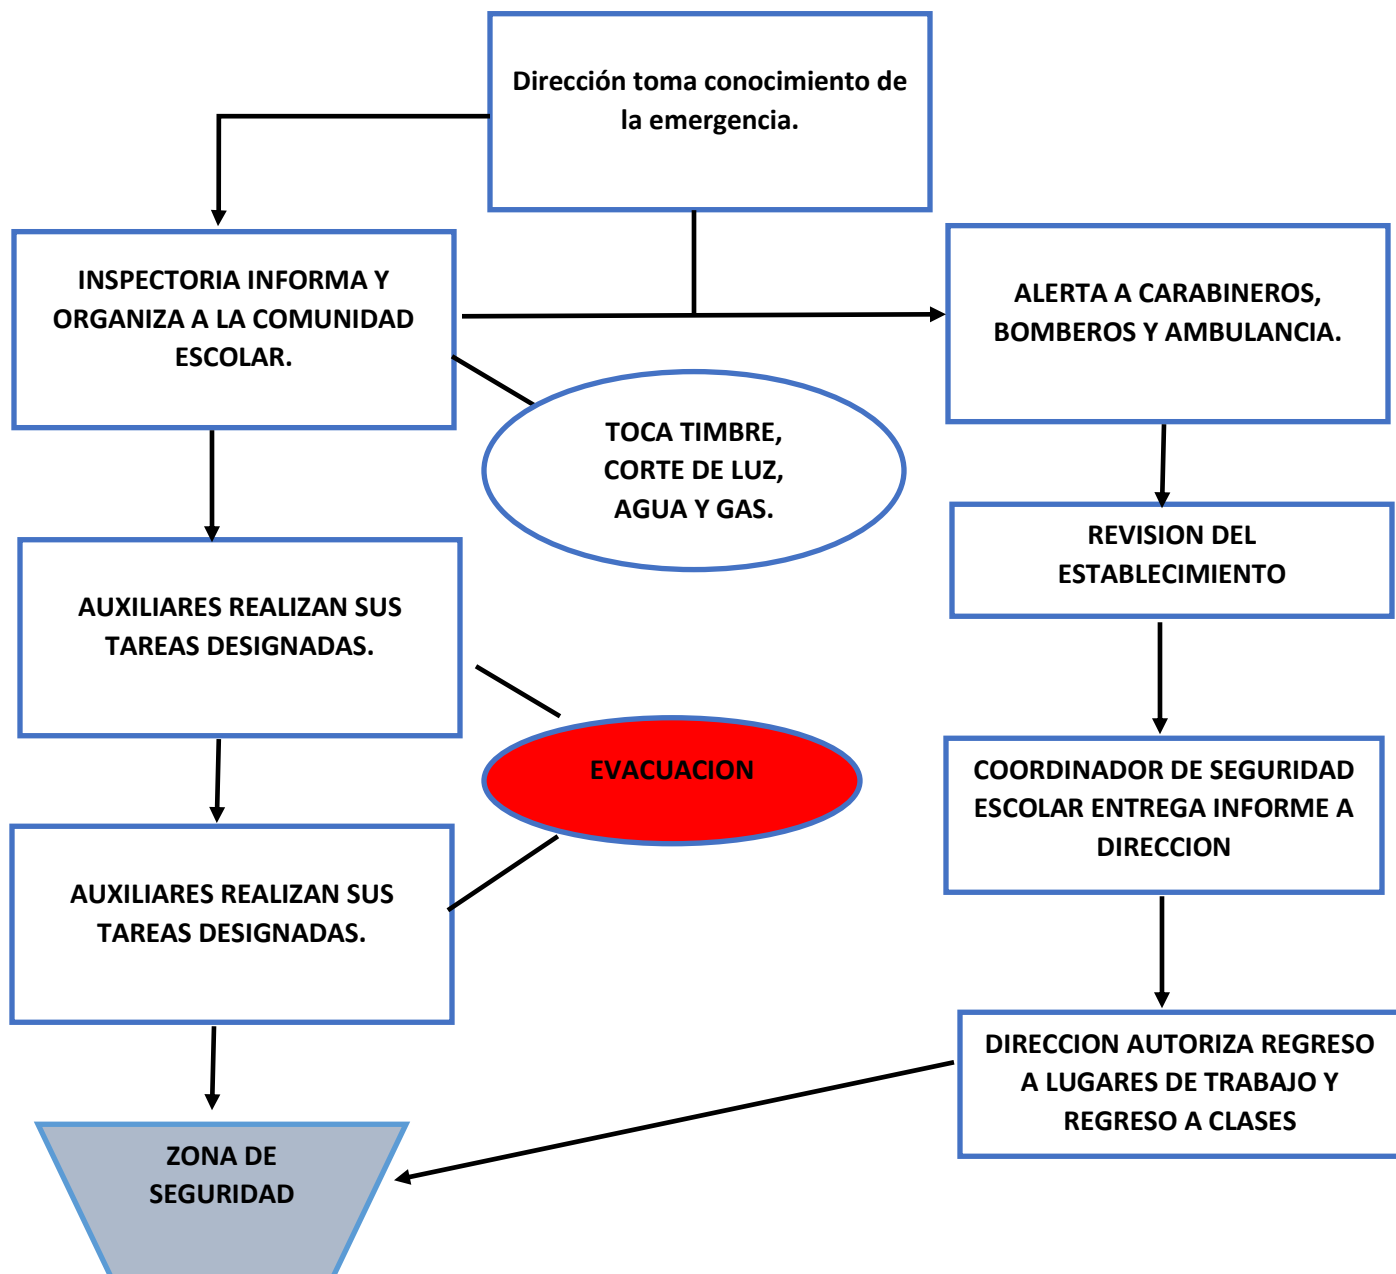 Dirección toma conocimiento de
la emergencia.
INSPECTORIA INFORMA Y
ORGANIZA A LA COMUNIDAD
ESCOLAR.
ALERTA A CARABINEROS,
BOMBEROS Y AMBULANCIA.
TOCA TIMBRE,
CORTE DE LUZ,
AGUA Y GAS.
REVISION DEL
ESTABLECIMIENTO
AUXILIARES REALIZAN SUS
TAREAS DESIGNADAS.
EVACUACION
COORDINADOR DE SEGURIDAD
ESCOLAR ENTREGA INFORME A
DIRECCION
AUXILIARES REALIZAN SUS
TAREAS DESIGNADAS.
DIRECCION AUTORIZA REGRESO
A LUGARES DE TRABAJO Y
REGRESO A CLASES
ZONA DE
SEGURIDAD